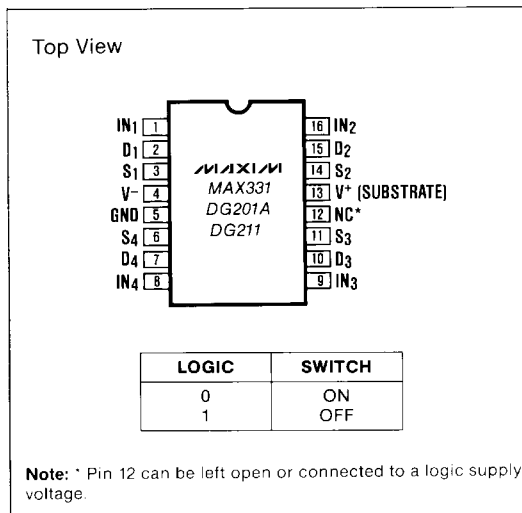 Top View
IN1 1 16 IN2
D1 2 15 D2
S1 3 14 S2
V− 4 13 V+ (SUBSTRATE)
GND 5 12 NC*
S4 6 11 S3
D4 7 10 D3
IN4 8 9 IN3
MAXIM
MAX331
DG201A
DG211
LOGIC SWITCH
0 ON
1 OFF
Note: * Pin 12 can be left open or connected to a logic supply
voltage.